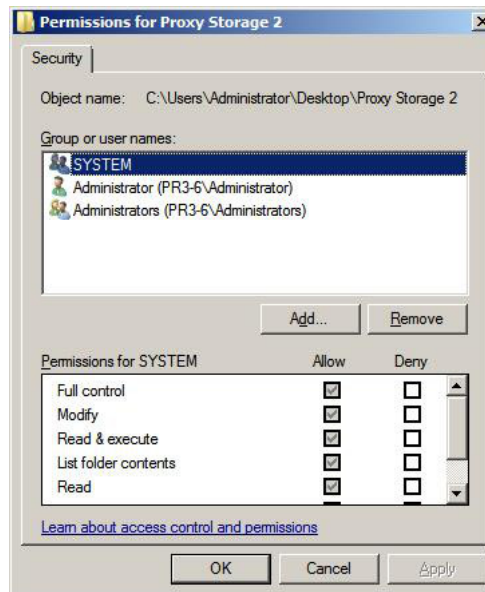 Permissions for Proxy Storage 2
Security
Object name: C:\Users\Administrator\Desktop\Proxy Storage 2
Group or user names:
SYSTEM
Administrator (PR3-6\Administrator)
Administrators (PR3-6\Administrators)
Add... Remove
Permissions for SYSTEM Allow Deny
Full control
Modify
Read & execute
List folder contents
Read
Learn about access control and permissions
OK Cancel Apply